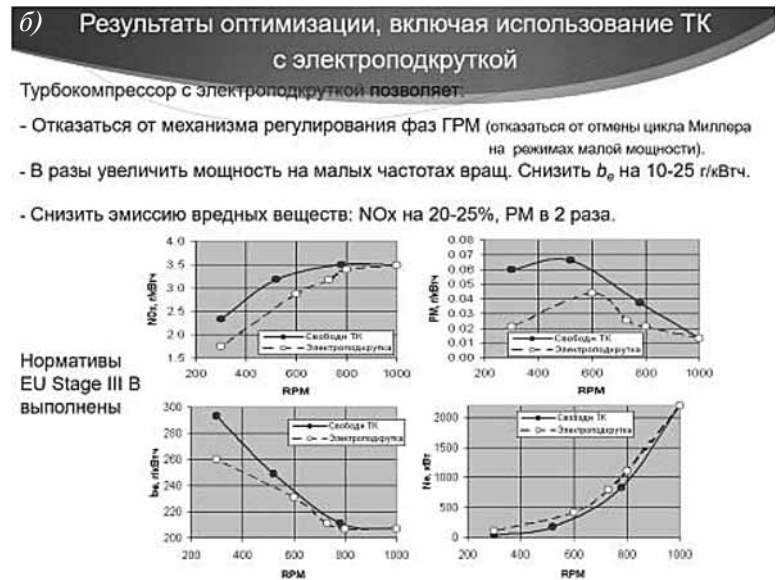 б)
Результаты оптимизации, включая использование ТК
с электроподкруткой
Турбокомпрессор с электроподкруткой позволяет:
- Отказаться от механизма регулирования фаз ГРМ (отказаться от отмены цикла Миллера
на режимах малой мощности).
- В разы увеличить мощность на малых частотах вращ. Снизить be на 10-25 г/кВтч.
- Снизить эмиссию вредных веществ: NOx на 20-25%, PM в 2 раза.
Нормативы
EU Stage III B
выполнены
NOx, г/кВтч
4.0
3.5
3.0
2.5
2.0
1.5
200 400 600 800 1000
RPM
Свободн ТК
Электроподкрутка
PM, г/кВтч
0.08
0.07
0.06
0.05
0.04
0.03
0.02
0.01
0.00
200 400 600 800 1000
RPM
Свободн ТК
Электроподкрутка
be, г/кВтч
300
280
260
240
220
200
200 400 600 800 1000
RPM
Свободн ТК
Электроподкрутка
Ne, кВт
2000
1500
1000
500
0
200 400 600 800 1000
RPM
Свободн ТК
Электроподкрутка